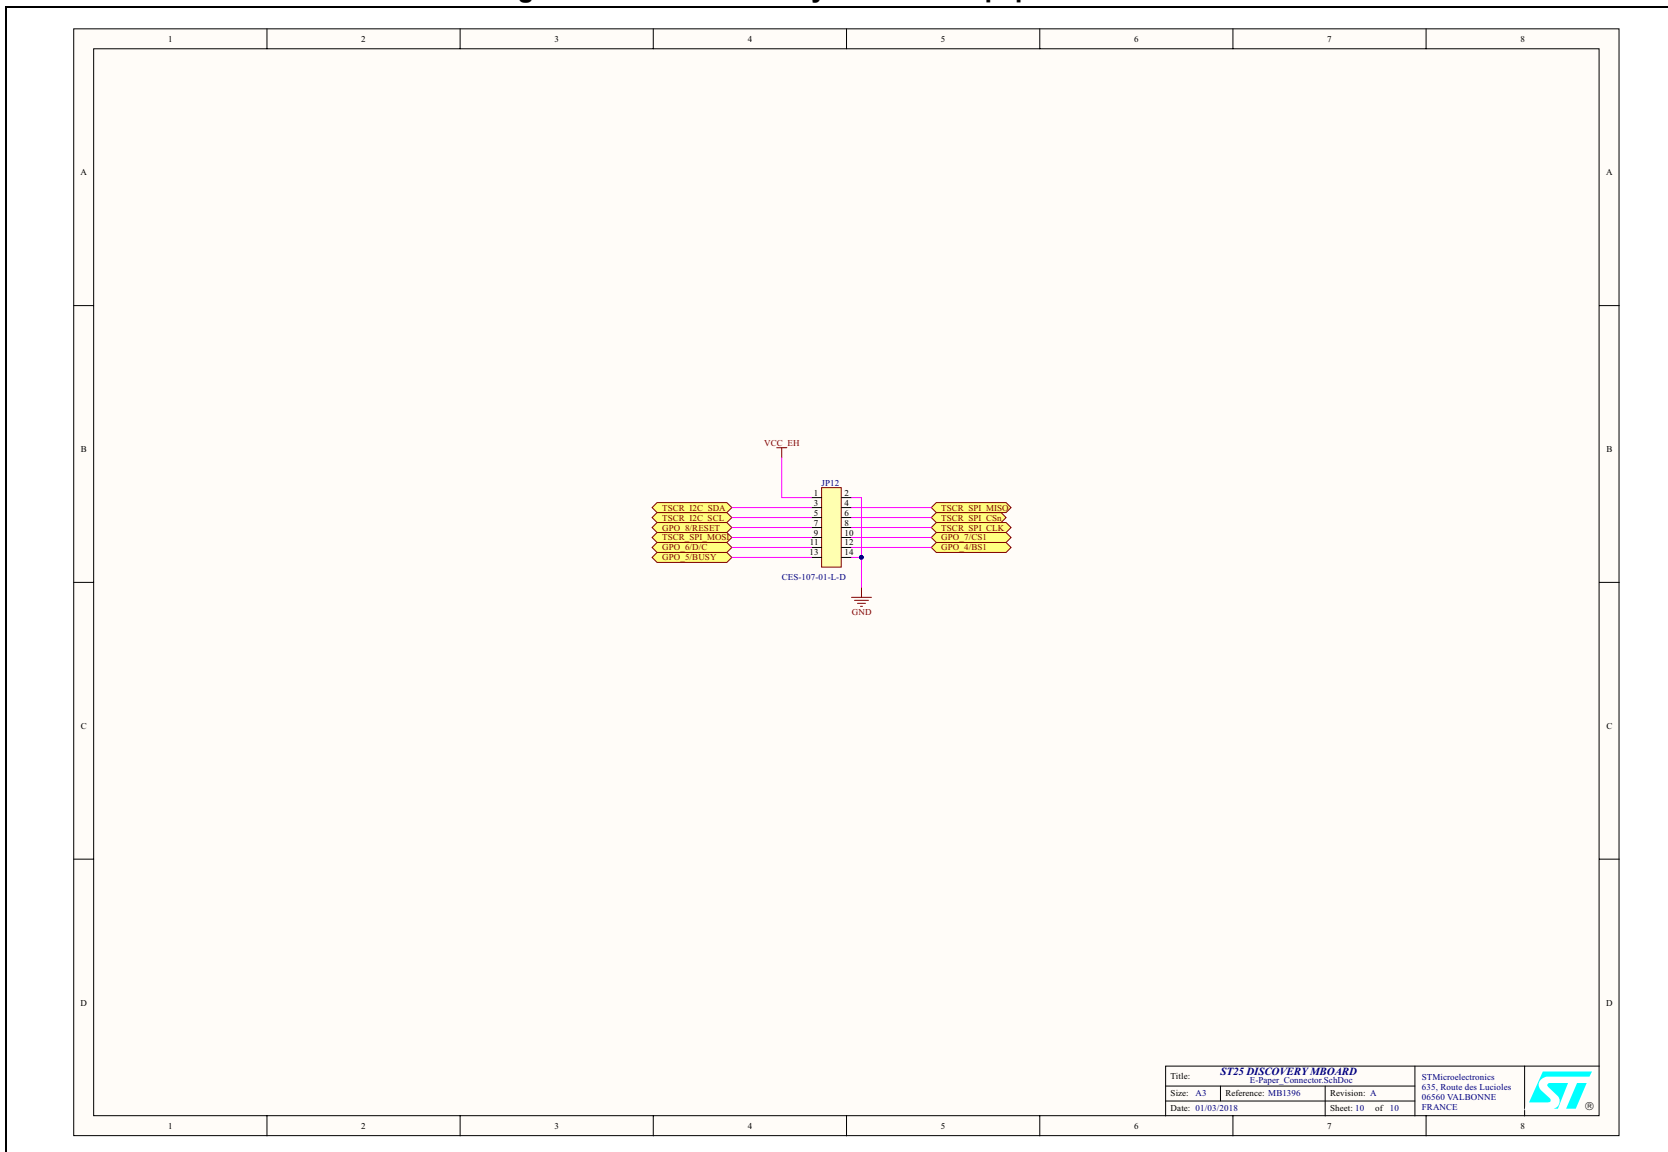 1 2 3 4 5 6 7 8
A A
VCC_EH
B B
JP12
1 2
3 4
TSCR_I2C_SDA TSCR_SPI_MISO
5 6
TSCR_I2C_SCL TSCR_SPI_CSn
7 8
GPO_8/RESET TSCR_SPI_CLK
9 10
TSCR_SPI_MOSI GPO_7/CS1
11 12
GPO_6/D/C GPO_4/BS1
13 14
GPO_5/BUSY
CES-107-01-L-D
GND
C C
D D
Title: ST25 DISCOVERY MBOARD
E-Paper_Connector.SchDoc
Size: A3 Reference: MB1396 Revision: A
Date: 01/03/2018 Sheet: 10 of 10
STMicroelectronics
635, Route des Lucioles
06560 VALBONNE
FRANCE
ST ®
1 2 3 4 5 6 7 8